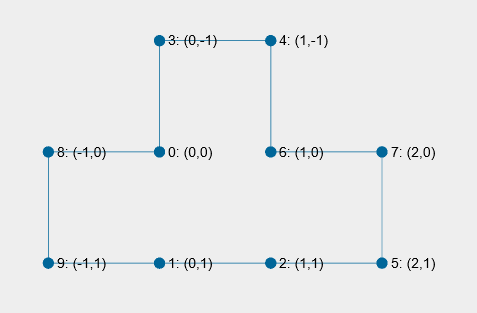 3: (0,-1) 4: (1,-1)
8: (-1,0) 0: (0,0) 6: (1,0) 7: (2,0)
9: (-1,1) 1: (0,1) 2: (1,1) 5: (2,1)